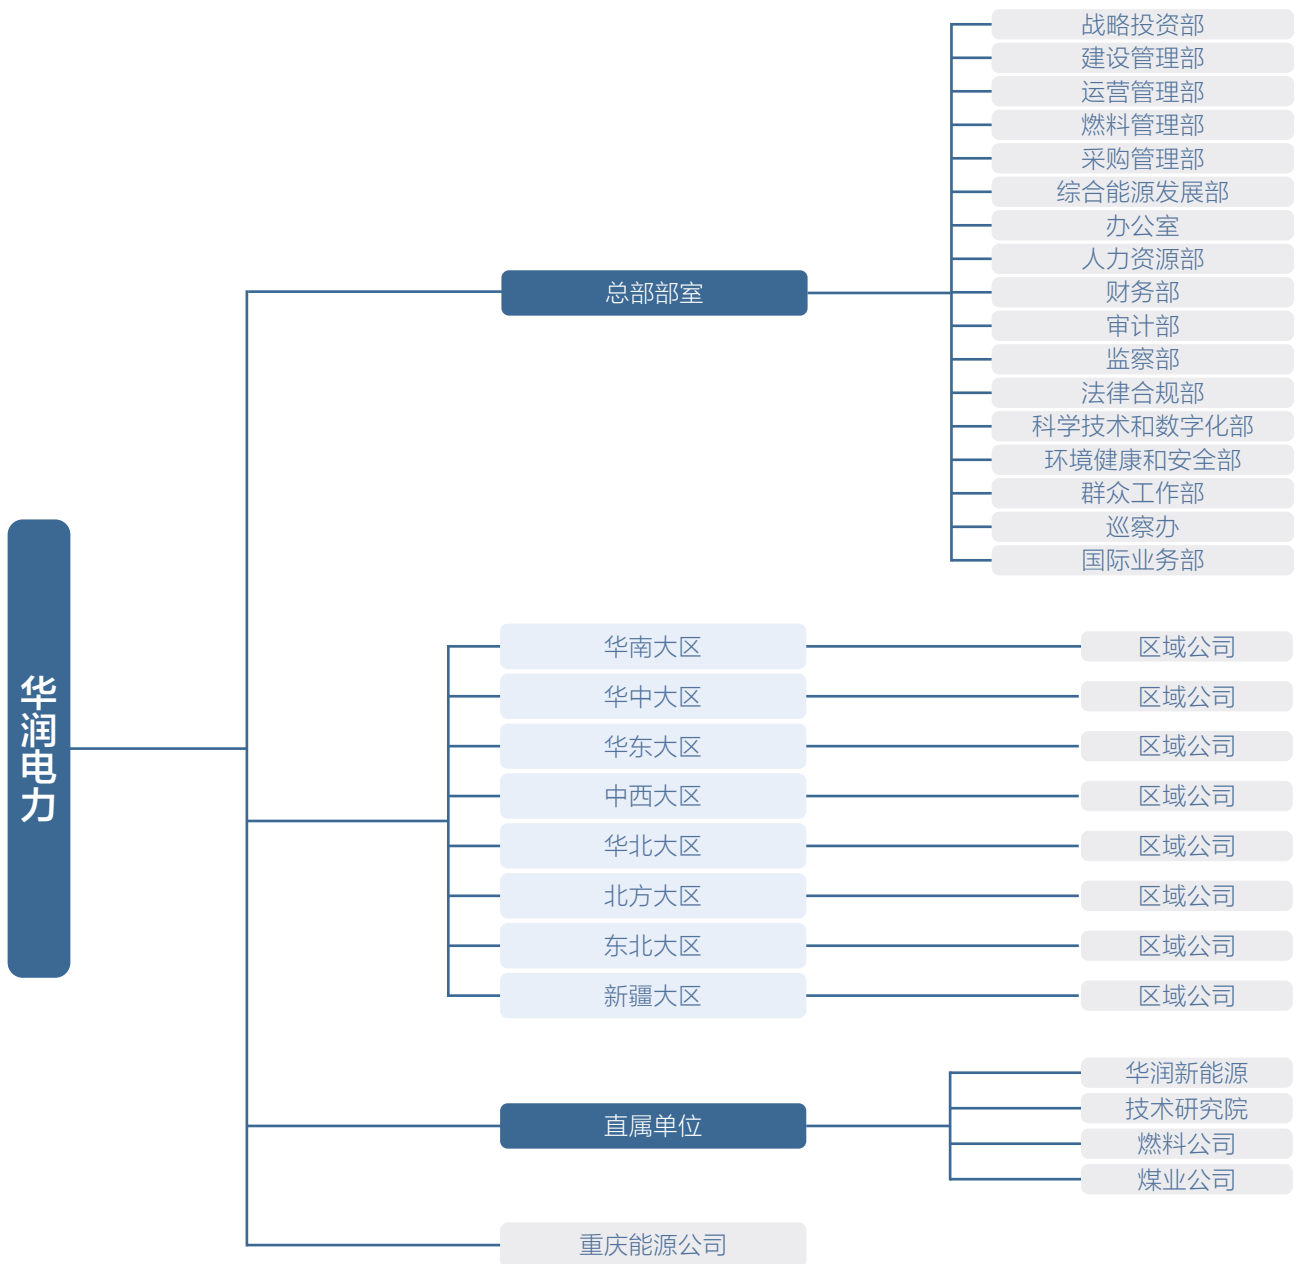 华润电力
总部部室
战略投资部
建设管理部
运营管理部
燃料管理部
采购管理部
综合能源发展部
办公室
人力资源部
财务部
审计部
监察部
法律合规部
科学技术和数字化部
环境健康和安全部
群众工作部
巡察办
国际业务部
华南大区
区域公司
华中大区
区域公司
华东大区
区域公司
中西大区
区域公司
华北大区
区域公司
北方大区
区域公司
东北大区
区域公司
新疆大区
区域公司
直属单位
华润新能源
技术研究院
燃料公司
煤业公司
重庆能源公司